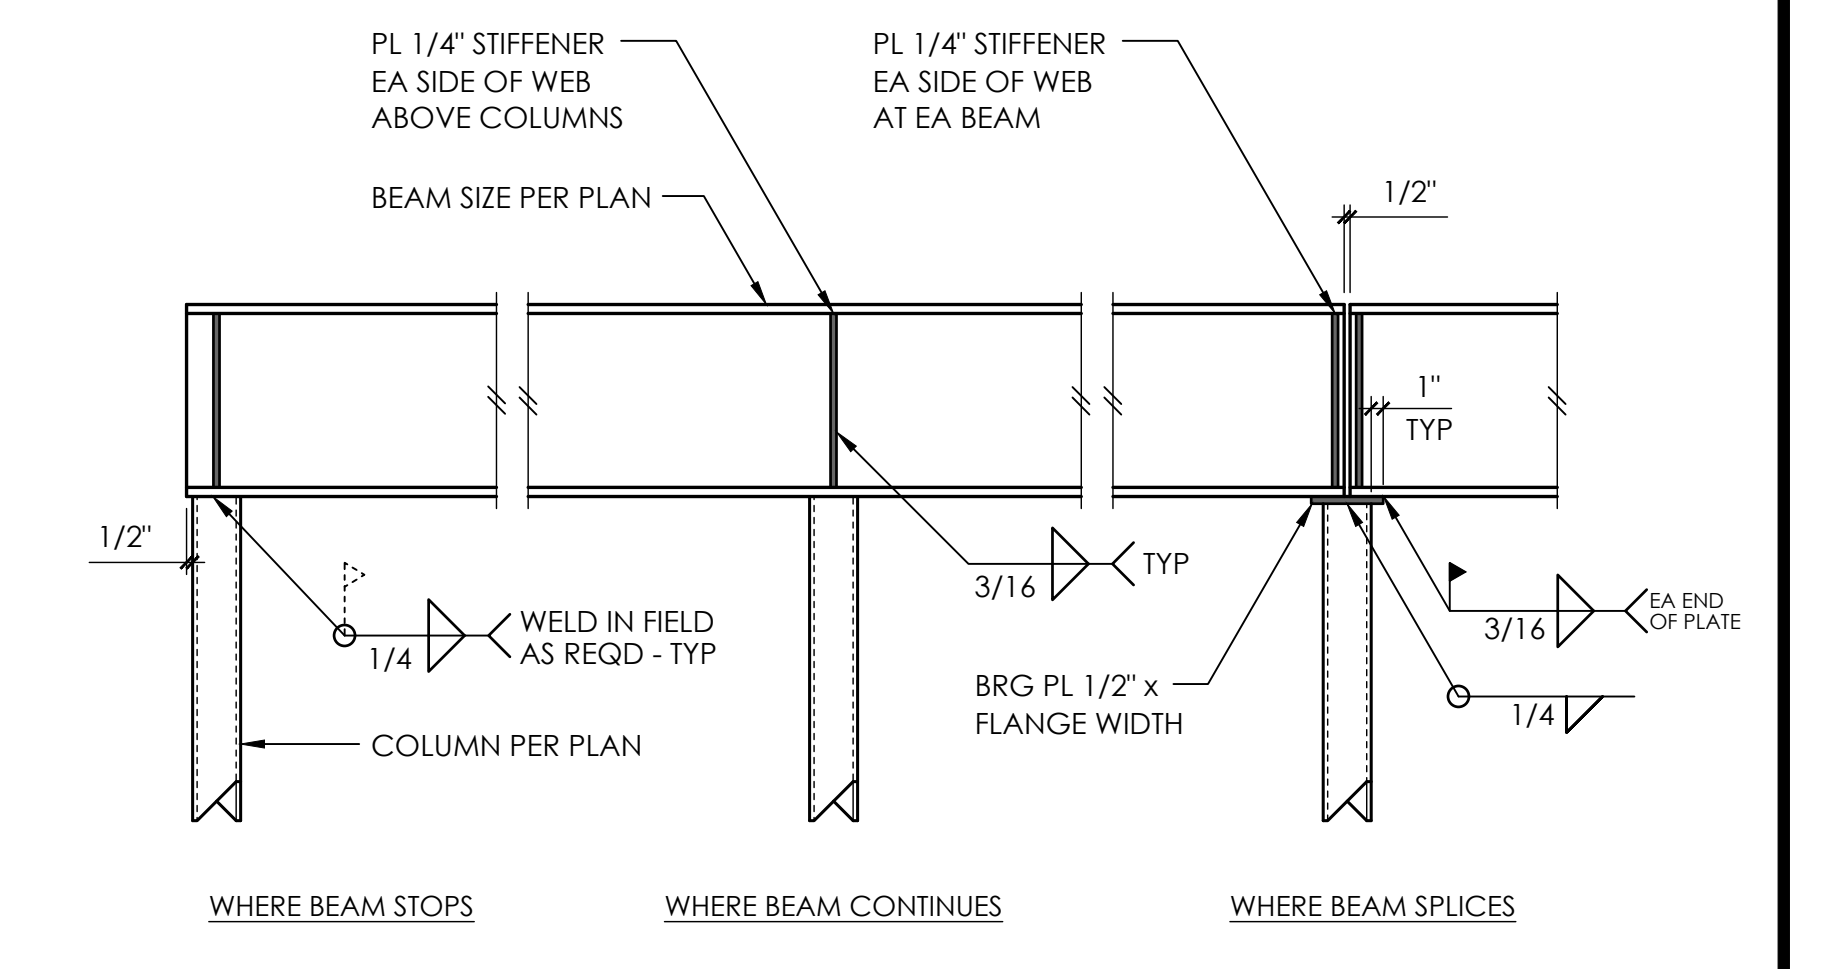 PL 1/4" STIFFENER
EA SIDE OF WEB
ABOVE COLUMNS
PL 1/4" STIFFENER
EA SIDE OF WEB
AT EA BEAM
BEAM SIZE PER PLAN
1/2"
1"
TYP
1/2"
3/16
TYP
1/4
WELD IN FIELD
AS REQD - TYP
3/16
EA END
OF PLATE
BRG PL 1/2" x
FLANGE WIDTH
1/4
COLUMN PER PLAN
WHERE BEAM STOPS
WHERE BEAM CONTINUES
WHERE BEAM SPLICES